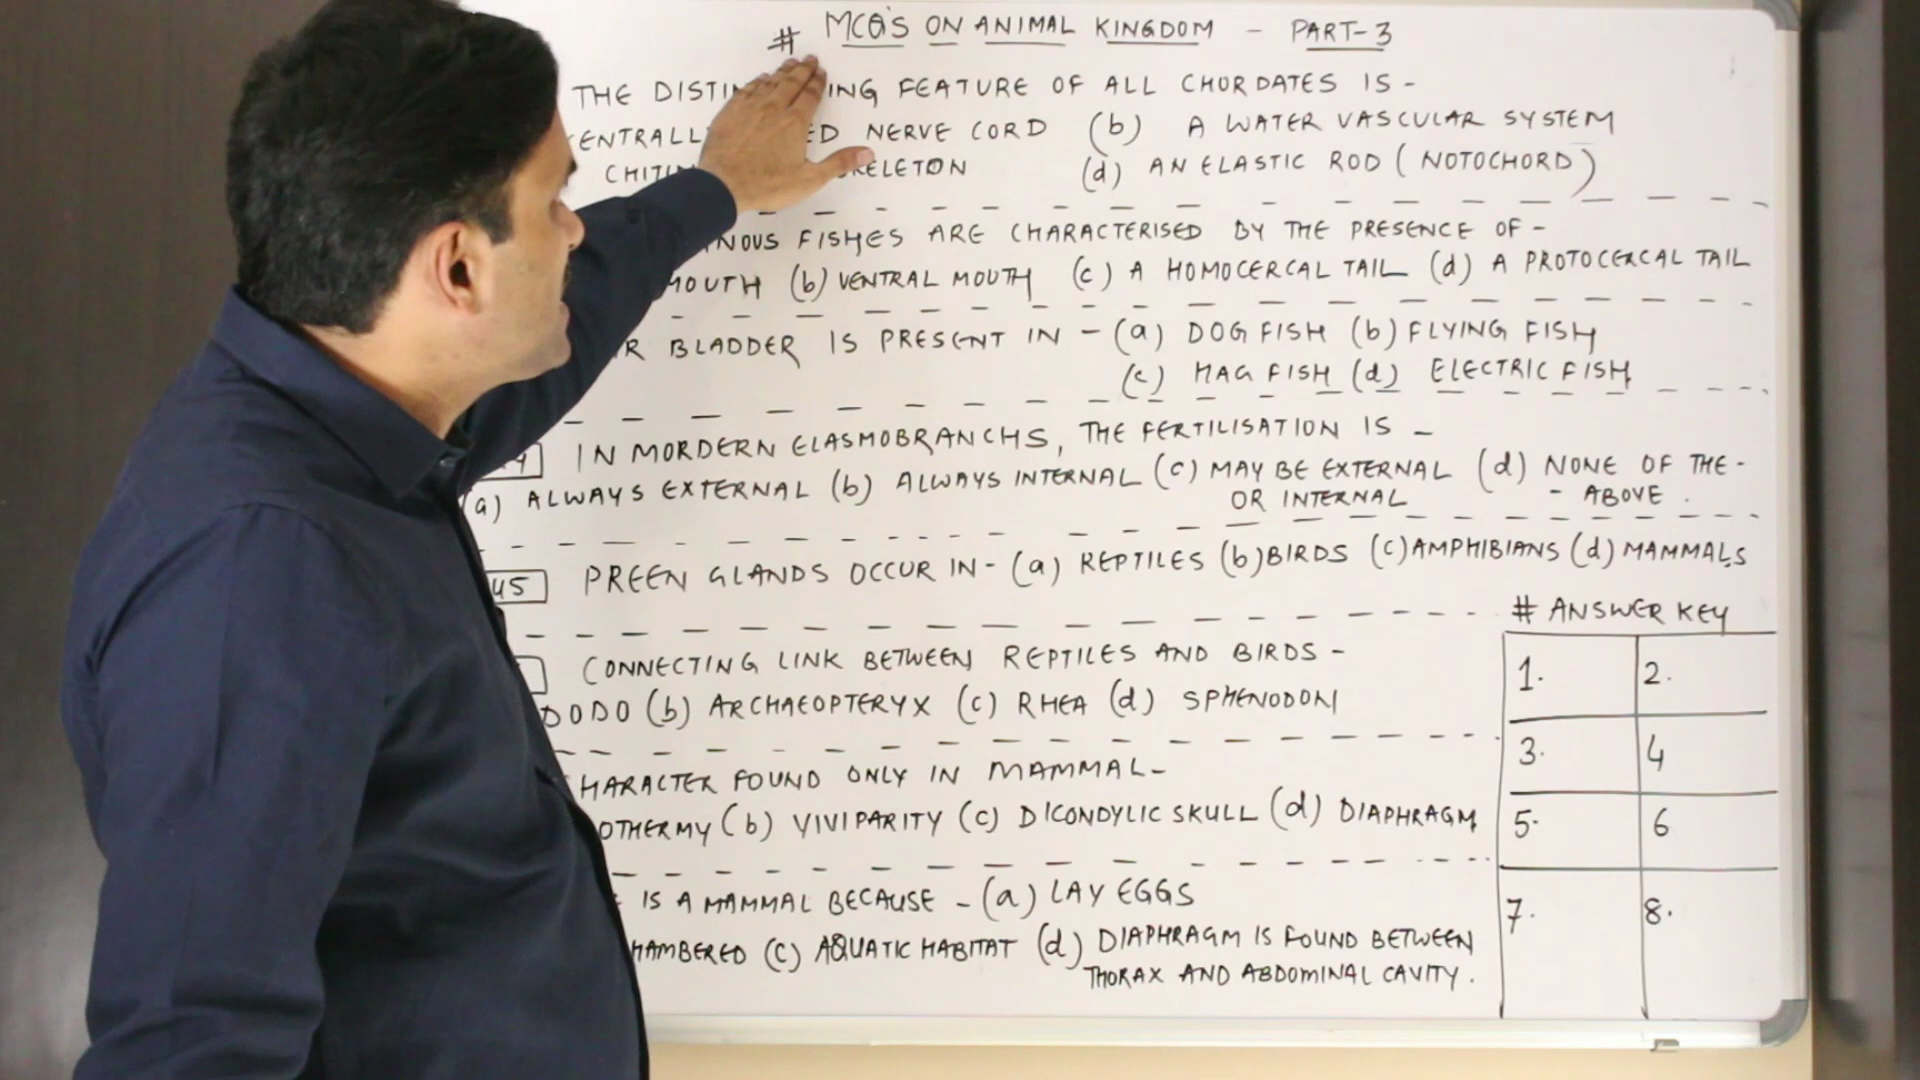 # MCQ'S ON ANIMAL KINGDOM - PART-3
THE DISTIN ING FEATURE OF ALL CHORDATES IS -
ENTRALL ED NERVE CORD (b) A WATER VASCULAR SYSTEM
CHITIN SKELETON (d) AN ELASTIC ROD (NOTOCHORD)
NOUS FISHES ARE CHARACTERISED BY THE PRESENCE OF -
MOUTH (b) VENTRAL MOUTH (c) A HOMOCERCAL TAIL (d) A PROTOCERCAL TAIL
R BLADDER IS PRESENT IN - (a) DOG FISH (b) FLYING FISH
(c) HAG FISH (d) ELECTRIC FISH
4 IN MORDERN ELASMOBRANCHS, THE FERTILISATION IS -
(a) ALWAYS EXTERNAL (b) ALWAYS INTERNAL (c) MAY BE EXTERNAL (d) NONE OF THE -
OR INTERNAL - ABOVE .
5 PREEN GLANDS OCCUR IN - (a) REPTILES (b) BIRDS (c) AMPHIBIANS (d) MAMMALS
# ANSWER KEY
CONNECTING LINK BETWEEN REPTILES AND BIRDS -
DODO (b) ARCHAEOPTERYX (c) RHEA (d) SPHENODON
1. 2.
3. 4
5. 6
7. 8.
HARACTER FOUND ONLY IN MAMMAL -
OTHERMY (b) VIVIPARITY (c) DICONDYLIC SKULL (d) DIAPHRAGM
IS A MAMMAL BECAUSE - (a) LAY EGGS
HAMBERED (c) AQUATIC HABITAT (d) DIAPHRAGM IS FOUND BETWEEN
THORAX AND ABDOMINAL CAVITY.